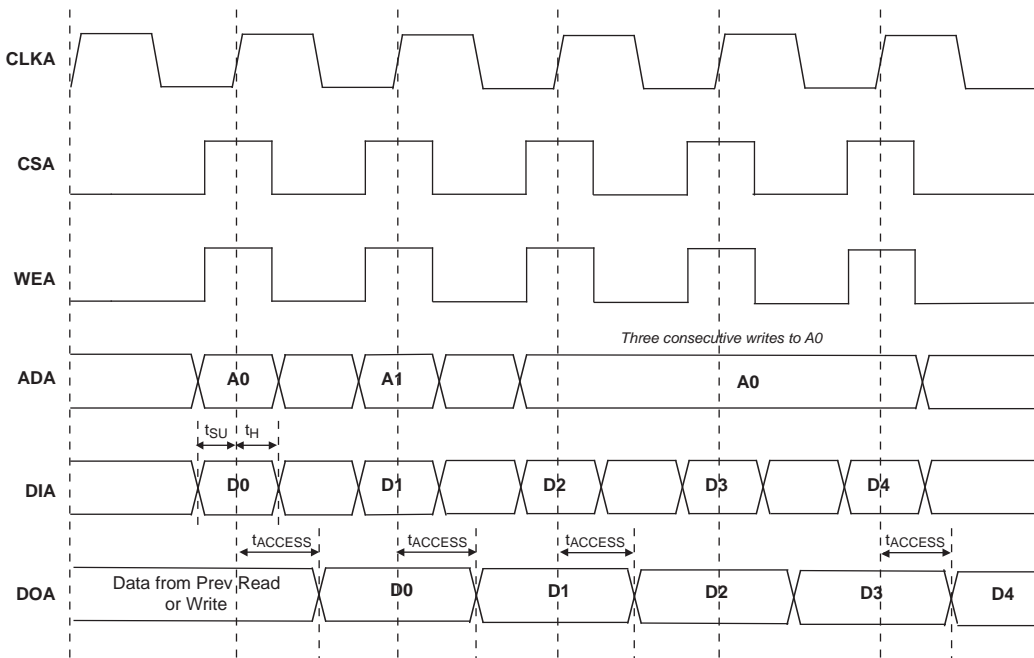 CLKA
CSA
WEA
Three consecutive writes to A0
ADA
A0
A1
A0
tSU
tH
DIA
D0
D1
D2
D3
D4
tACCESS
tACCESS
tACCESS
tACCESS
DOA
Data from Prev Read
or Write
D0
D1
D2
D3
D4